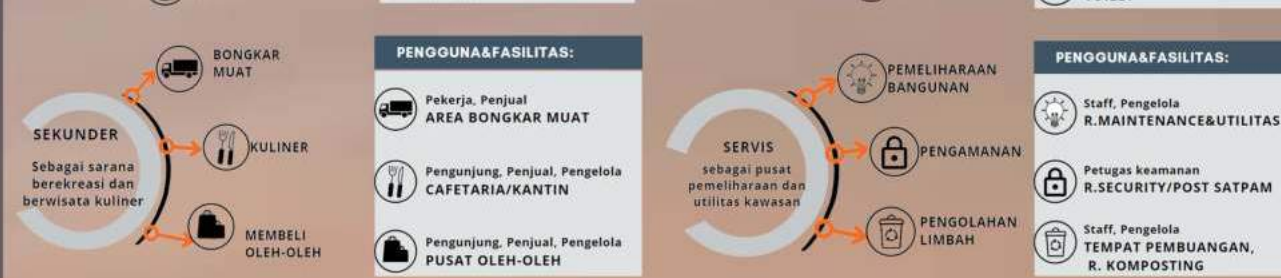 SEKUNDER
Sebagai sarana
berekreasi dan
berwisata kuliner
BONGKAR
MUAT
KULINER
MEMBELI
OLEH-OLEH
PENGGUNA&FASILITAS:
Pekerja, Penjual
AREA BONGKAR MUAT
Pengunjung, Penjual, Pengelola
CAFETARIA/KANTIN
Pengunjung, Penjual, Pengelola
PUSAT OLEH-OLEH
SERVIS
sebagai pusat
pemeliharaan dan
utilitas kawasan
PEMELIHARAAN
BANGUNAN
PENGAMANAN
PENGOLAHAN
LIMBAH
PENGGUNA&FASILITAS:
Staff, Pengelola
R.MAINTENANCE&UTILITAS
Petugas keamanan
R.SECURITY/POST SATPAM
Staff, Pengelola
TEMPAT PEMBUANGAN,
R. KOMPOSTING